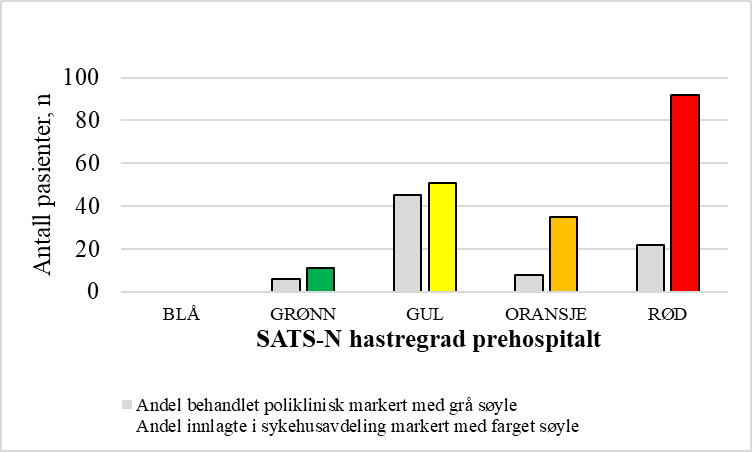 100
80
60
40
20
0
Antall pasienter, n
BLÅ GRØNN GUL ORANSJE RØD
SATS-N hastregrad prehospitalt
Andel behandlet poliklinisk markert med grå søyle
Andel innlagte i sykehusavdeling markert med farget søyle